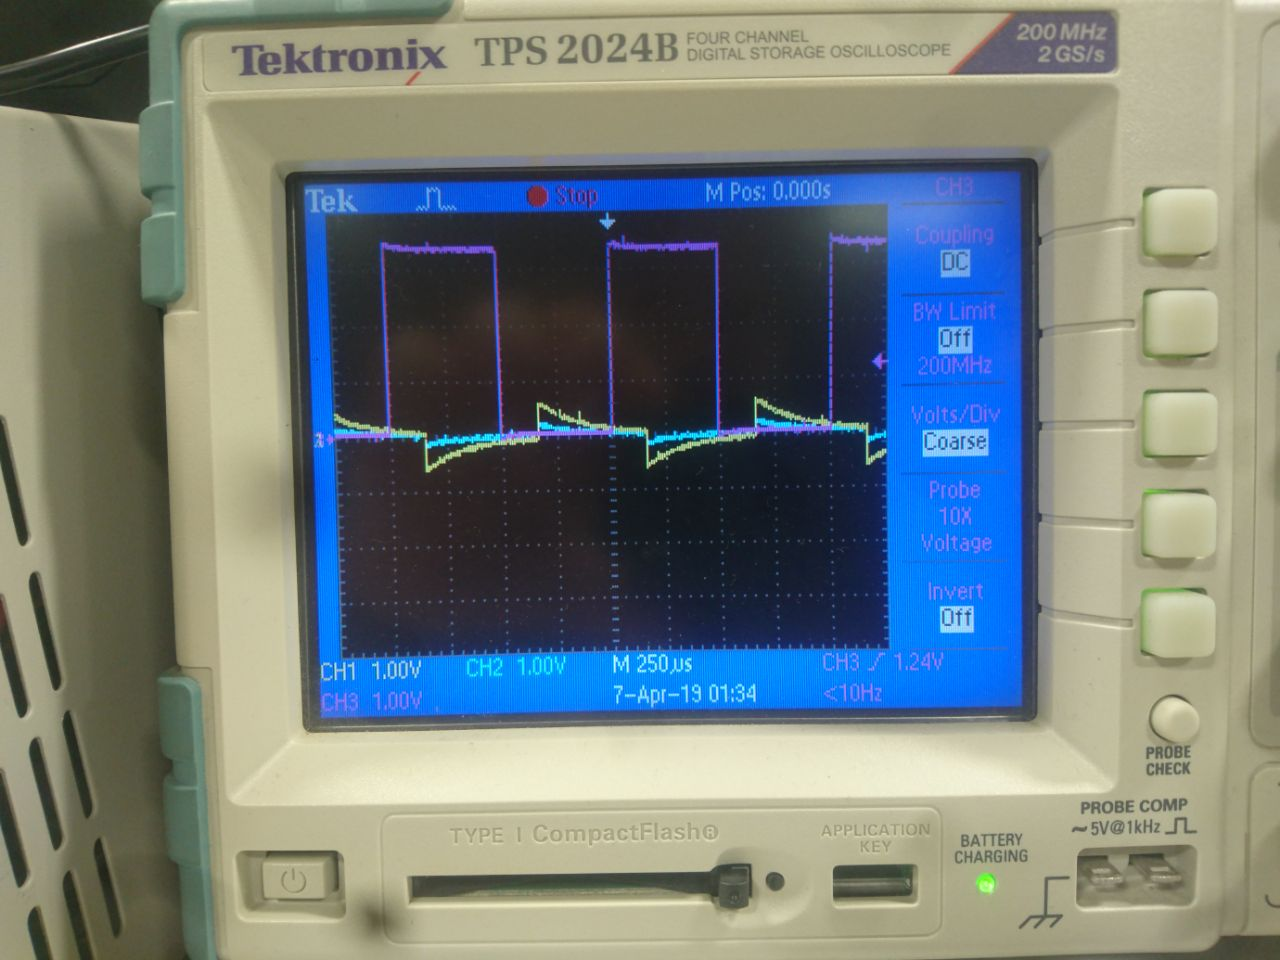 Tektronix TPS 2024B FOUR CHANNEL DIGITAL STORAGE OSCILLOSCOPE
200 MHz
2 GS/s
Tek Stop M Pos: 0.000s CH3
Coupling
DC
BW Limit
Off
200MHz
Volts/Div
Coarse
Probe
10X
Voltage
Invert
Off
CH1 1.00V CH2 1.00V M 250µs CH3 1.24V
CH3 1.00V 7-Apr-19 01:34 <10Hz
PROBE
CHECK
PROBE COMP
~5V@1kHz
TYPE I CompactFlash®
APPLICATION
KEY
BATTERY
CHARGING